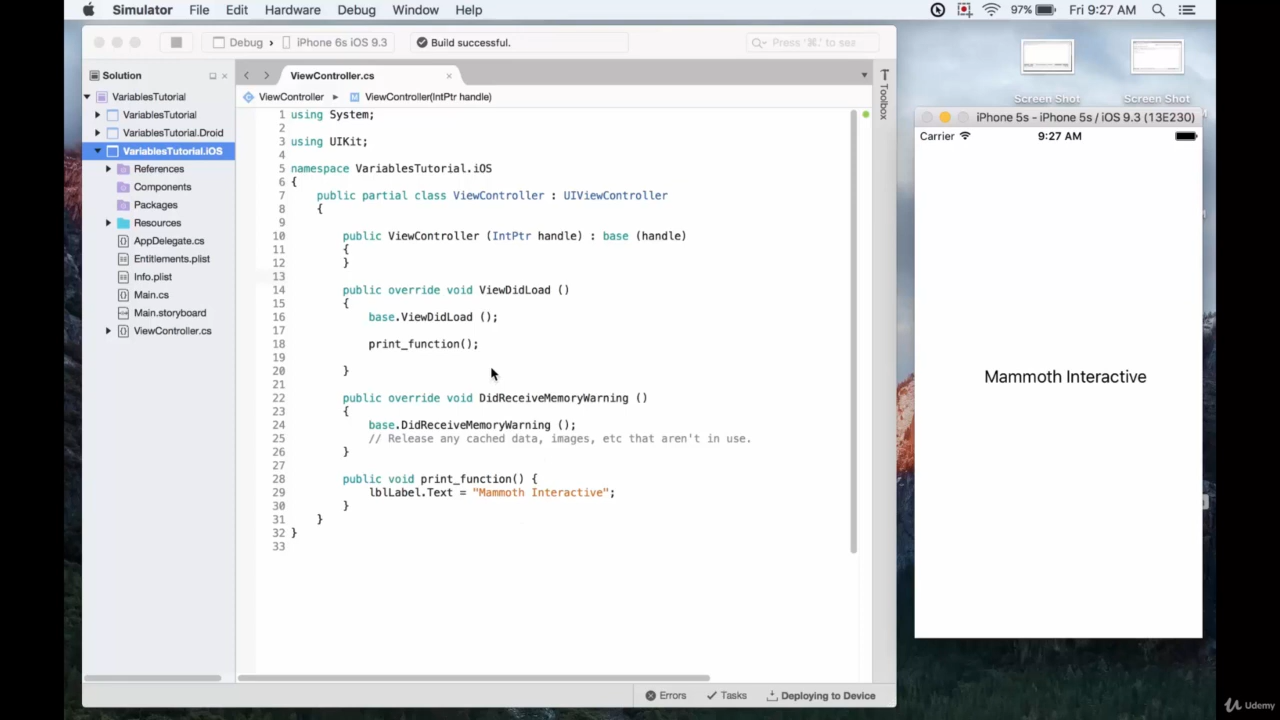 Simulator File Edit Hardware Debug Window Help 97% Fri 9:27 AM
Debug › iPhone 6s iOS 9.3 Build successful. Press '⌘.' to sea
Solution
ViewController.cs
VariablesTutorial
VariablesTutorial
VariablesTutorial.Droid
VariablesTutorial.iOS
References
Components
Packages
Resources
AppDelegate.cs
Entitlements.plist
Info.plist
Main.cs
Main.storyboard
ViewController.cs
ViewController ViewController(IntPtr handle)
1 using System;
2
3 using UIKit;
4
5 namespace VariablesTutorial.iOS
6 {
7 public partial class ViewController : UIViewController
8 {
9
10 public ViewController (IntPtr handle) : base (handle)
11 {
12 }
13
14 public override void ViewDidLoad ()
15 {
16 base.ViewDidLoad ();
17
18 print_function();
19
20 }
21
22 public override void DidReceiveMemoryWarning ()
23 {
24 base.DidReceiveMemoryWarning ();
25 // Release any cached data, images, etc that aren't in use.
26 }
27
28 public void print_function() {
29 lblLabel.Text = "Mammoth Interactive";
30 }
31 }
32 }
33
Toolbox
Errors Tasks Deploying to Device
Screen Shot
Screen Shot
iPhone 5s - iPhone 5s / iOS 9.3 (13E230)
Carrier 9:27 AM
Mammoth Interactive
Udemy